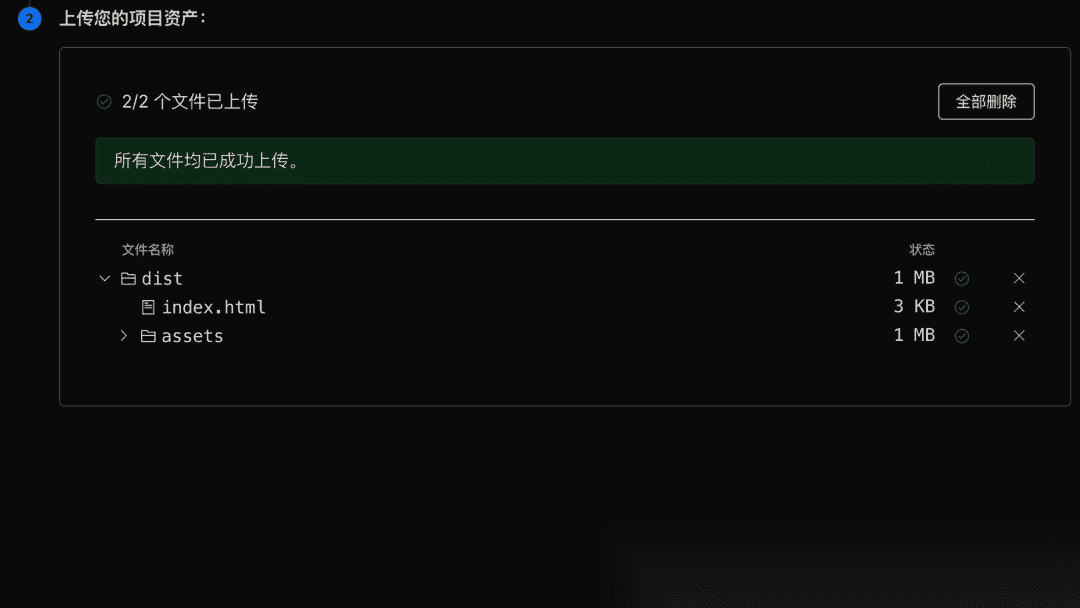 2 上传您的项目资产：
2/2 个文件已上传 全部删除
所有文件均已成功上传。
文件名称 状态
dist 1 MB
index.html 3 KB
assets 1 MB